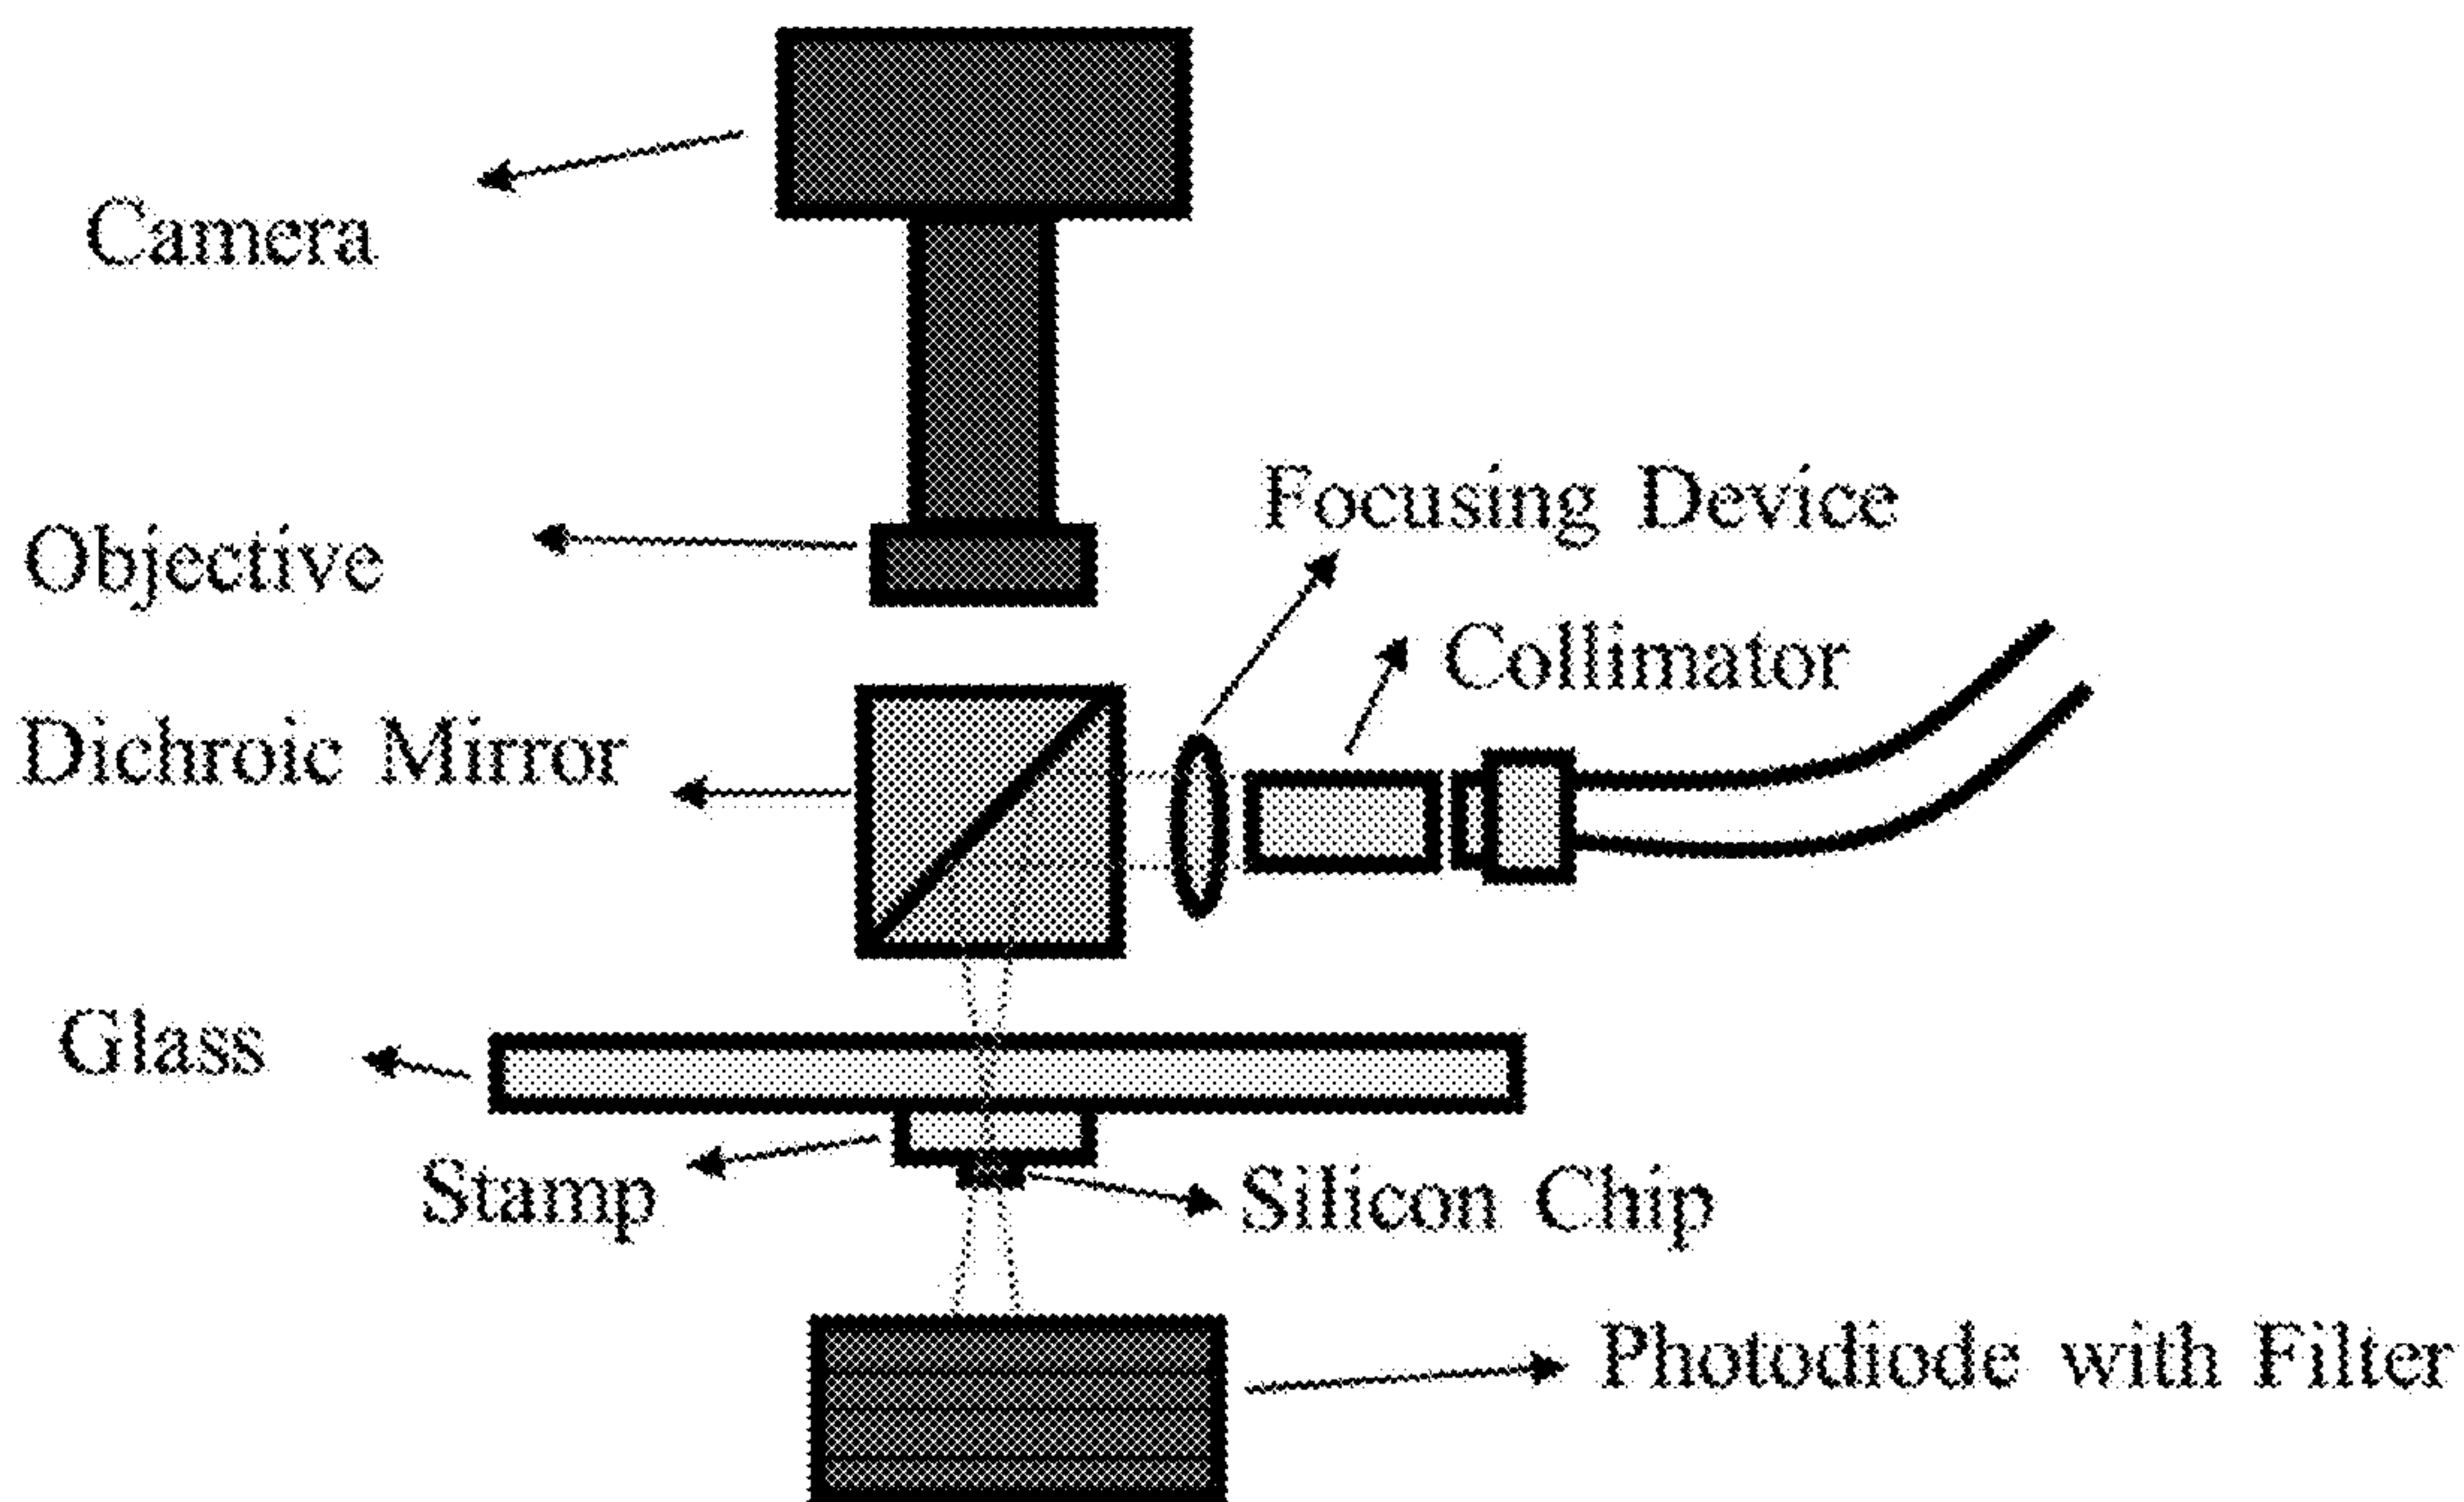 Camera
Focusing Device
Objective
Collimator
Dichroic Mirror
Glass
Stamp
Silicon Chip
Photodiode with Filter